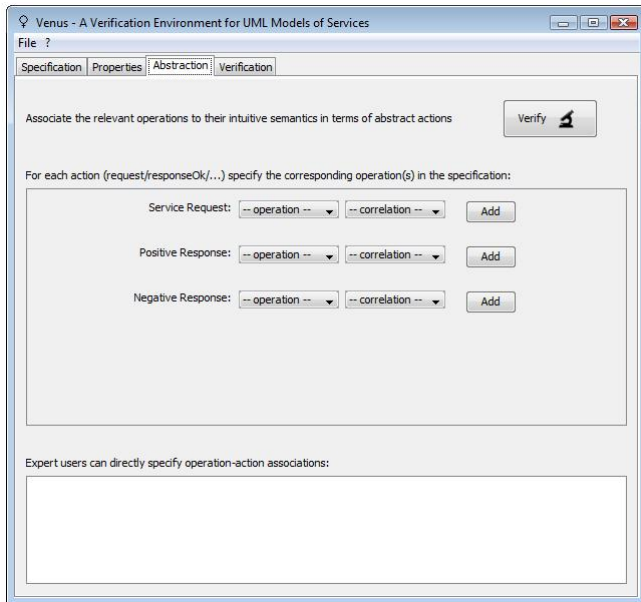 Venus - A Verification Environment for UML Models of Services
File ?
Specification Properties Abstraction Verification
Associate the relevant operations to their intuitive semantics in terms of abstract actions Verify
For each action (request/responseOk/...) specify the corresponding operation(s) in the specification:
Service Request: -- operation -- -- correlation -- Add
Positive Response: -- operation -- -- correlation -- Add
Negative Response: -- operation -- -- correlation -- Add
Expert users can directly specify operation-action associations: